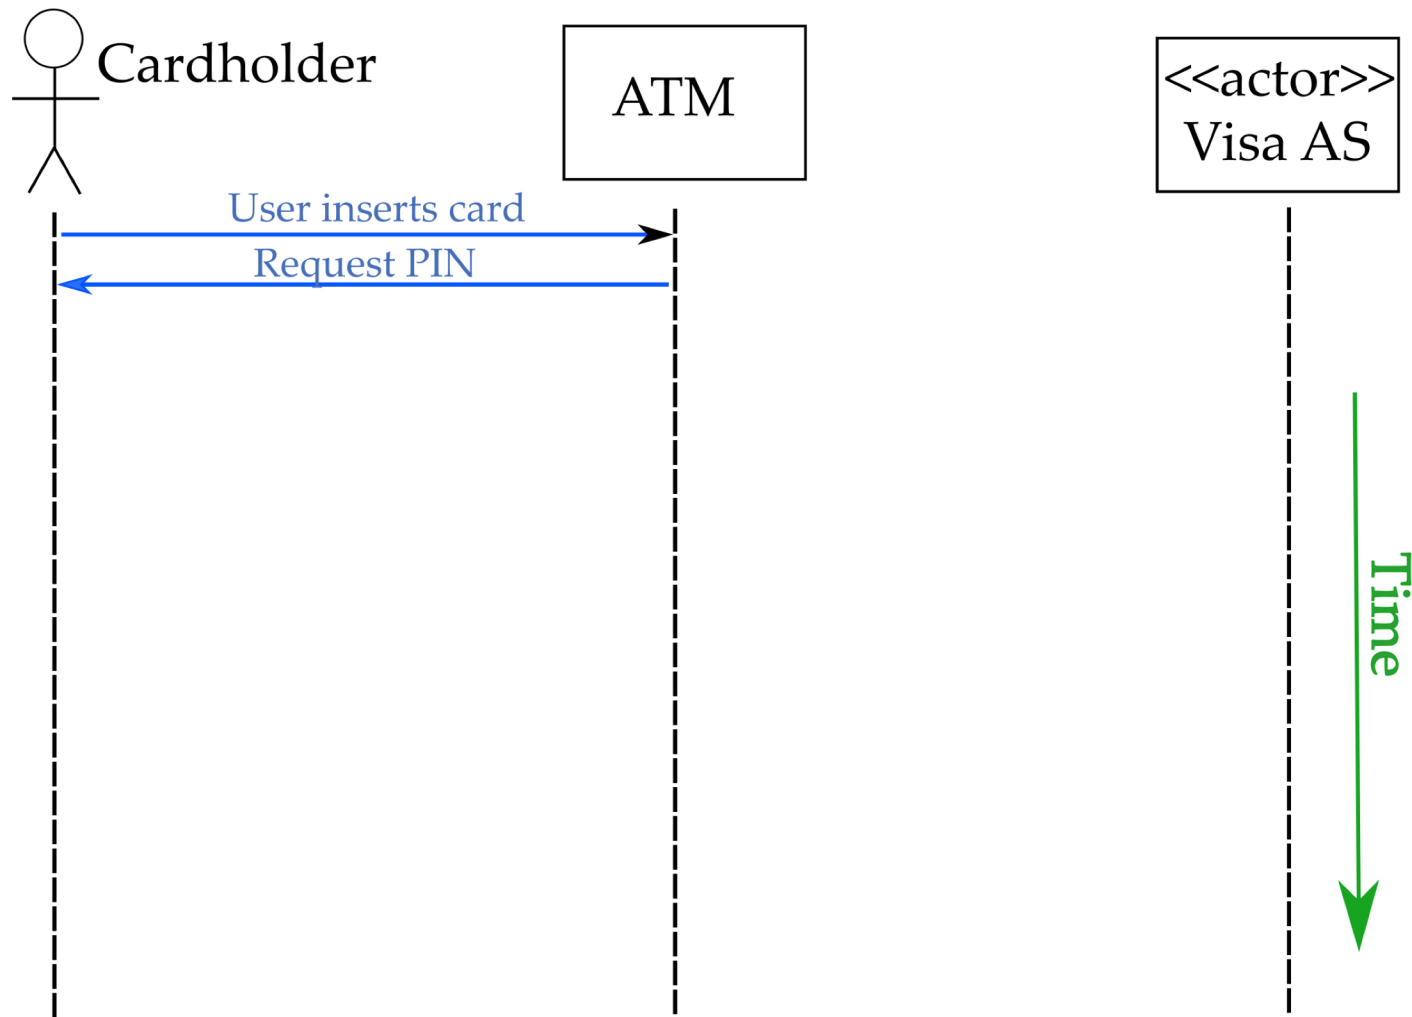 Cardholder
ATM
<<actor>>
Visa AS
User inserts card
Request PIN
Time